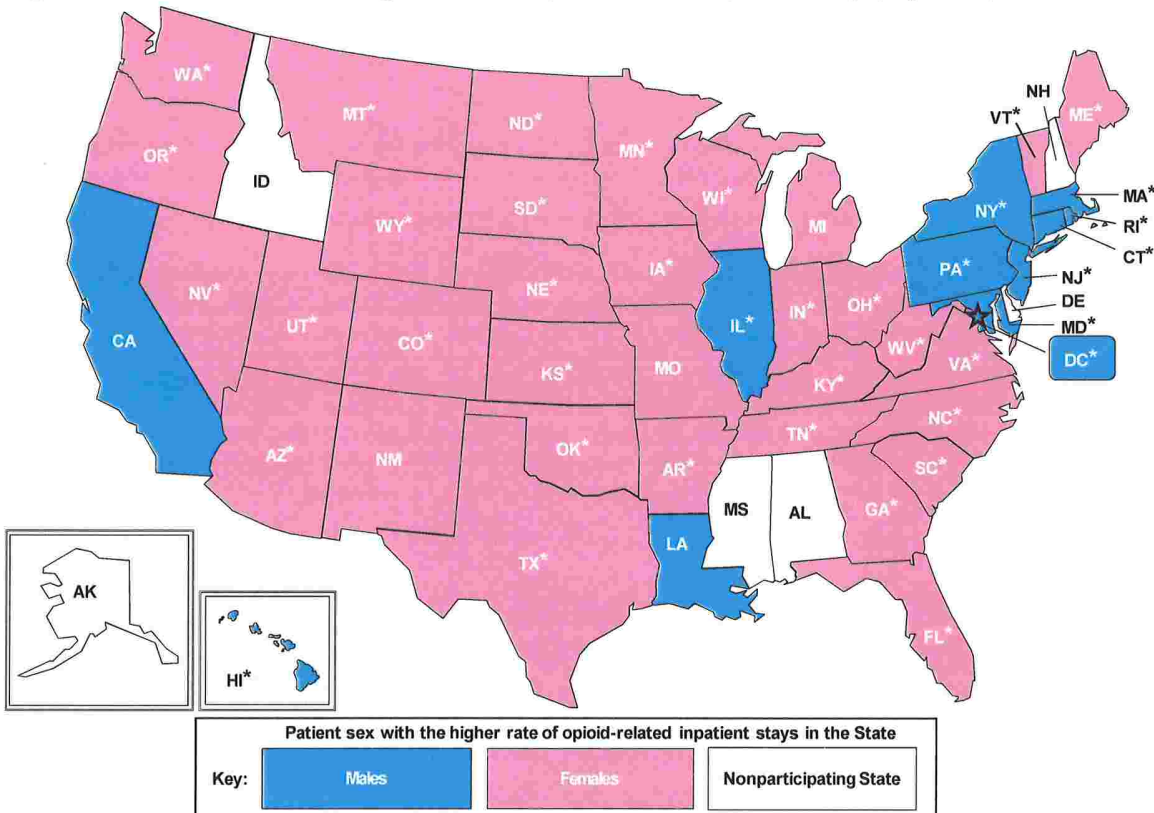 WA*
MT*
ND*
MN*
VT*
NH
ME*
OR*
ID
WY*
SD*
WI*
MI
NY*
MA*
RI*
CT*
NV*
UT*
CO*
NE*
IA*
IL*
IN*
OH*
PA*
NJ*
DE
MD*
DC*
CA
KS*
MO
KY*
WV*
VA*
AZ*
NM
OK*
AR*
TN*
NC*
SC*
TX*
LA
MS
AL
GA*
FL*
AK
HI*
Patient sex with the higher rate of opioid-related inpatient stays in the State
Key: Males Females Nonparticipating State